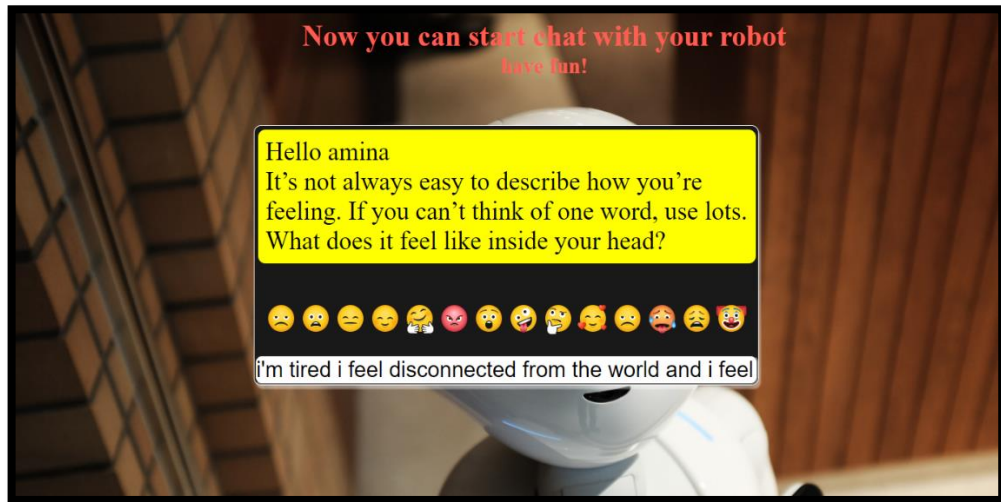 Now you can start chat with your robot
have fun!
Hello amina
It’s not always easy to describe how you’re
feeling. If you can’t think of one word, use lots.
What does it feel like inside your head?
i'm tired i feel disconnected from the world and i feel